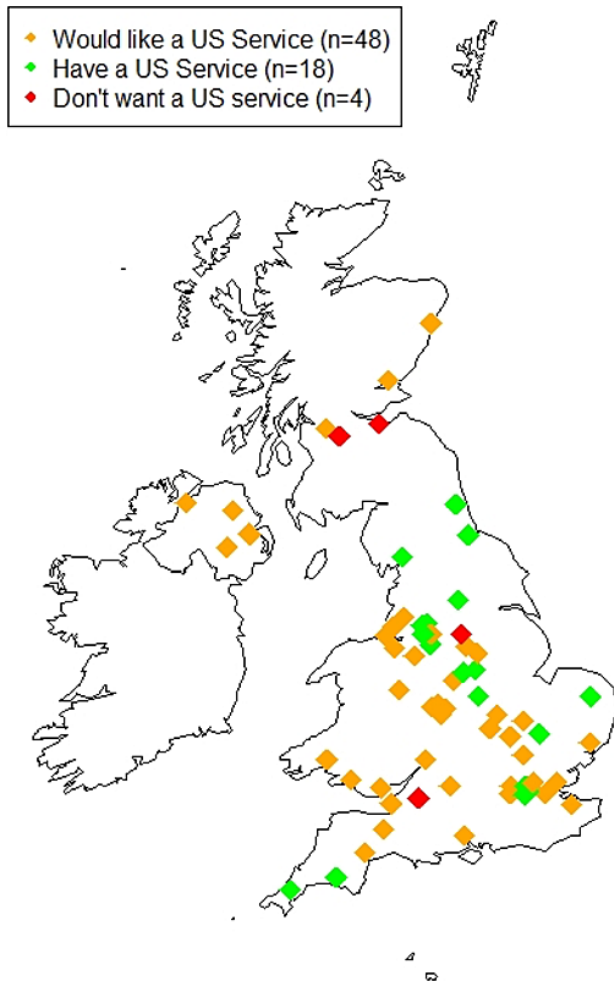 Would like a US Service (n=48)
Have a US Service (n=18)
Don't want a US service (n=4)